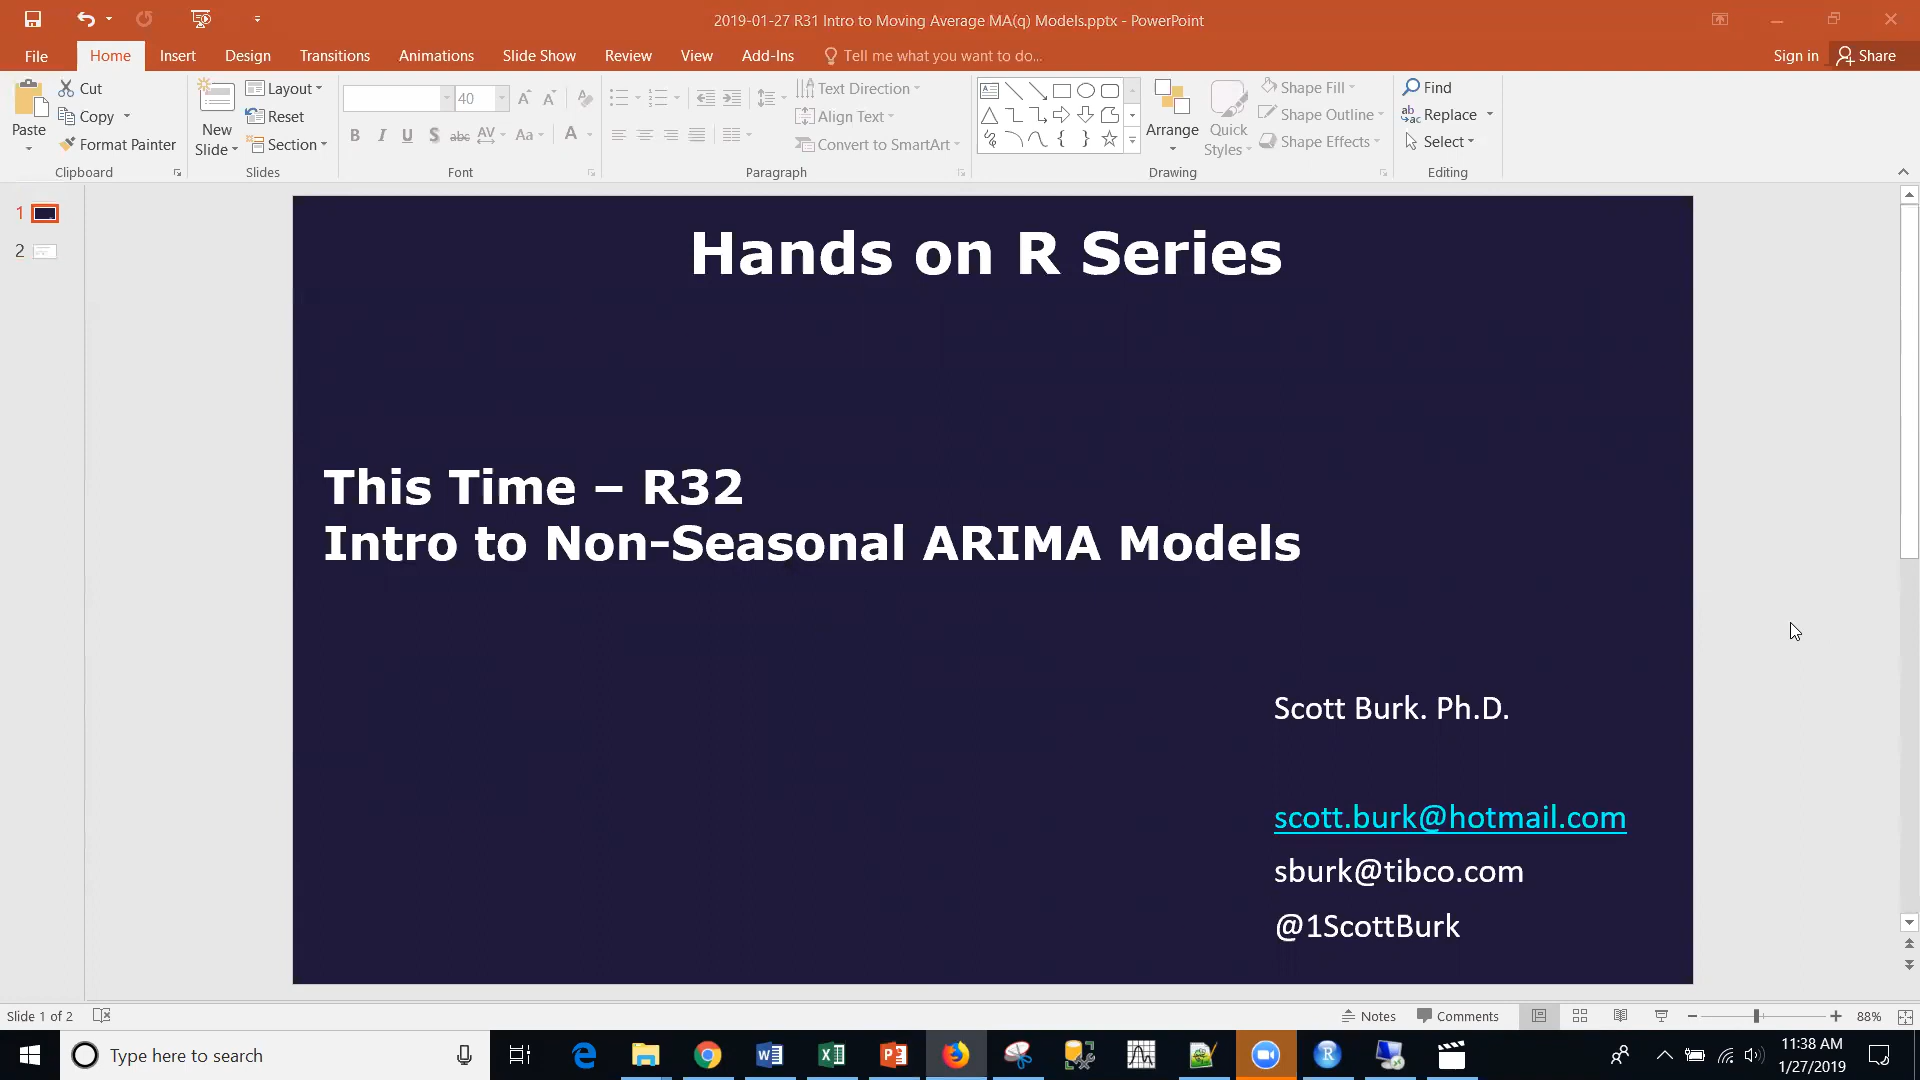 2019-01-27 R31 Intro to Moving Average MA(q) Models.pptx - PowerPoint
File Home Insert Design Transitions Animations Slide Show Review View Add-Ins Tell me what you want to do... Sign in Share
Cut
Copy
Format Painter
Paste
Clipboard
New Slide
Layout
Reset
Section
Slides
40
B I U S abc AV Aa A
Font
Text Direction
Align Text
Convert to SmartArt
Paragraph
Arrange
Quick Styles
Shape Fill
Shape Outline
Shape Effects
Drawing
Find
Replace
Select
Editing
1
2
Hands on R Series
This Time – R32
Intro to Non-Seasonal ARIMA Models
Scott Burk. Ph.D.
scott.burk@hotmail.com
sburk@tibco.com
@1ScottBurk
Slide 1 of 2
Notes Comments 88%
Type here to search
11:38 AM
1/27/2019